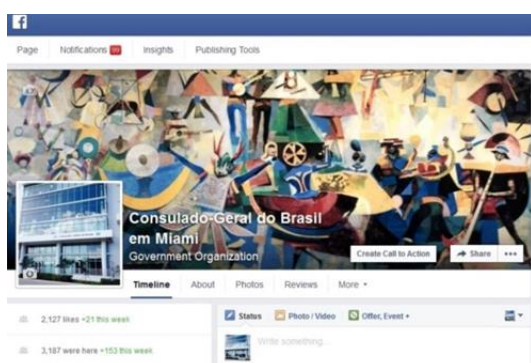 f
Page Notifications Insights Publishing Tools
Consulado-Geral do Brasil
em Miami
Government Organization
Create Call to Action Share
Timeline About Photos Reviews More
2,127 likes +21 this week
Status Photo / Video Offer, Event +
Write something...
3,187 were here +153 this week